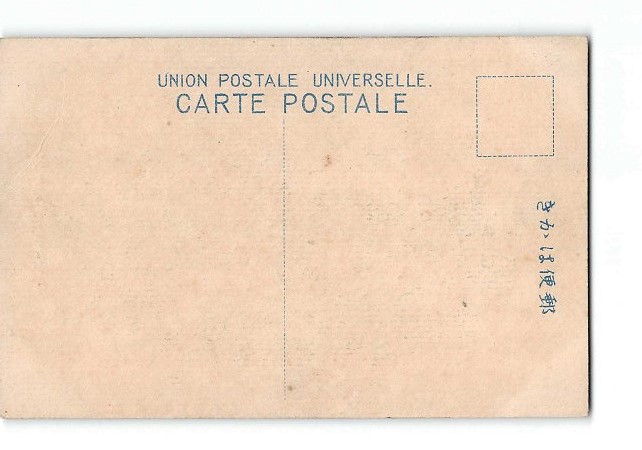 UNION POSTALE UNIVERSELLE.
CARTE POSTALE
きかは便郵